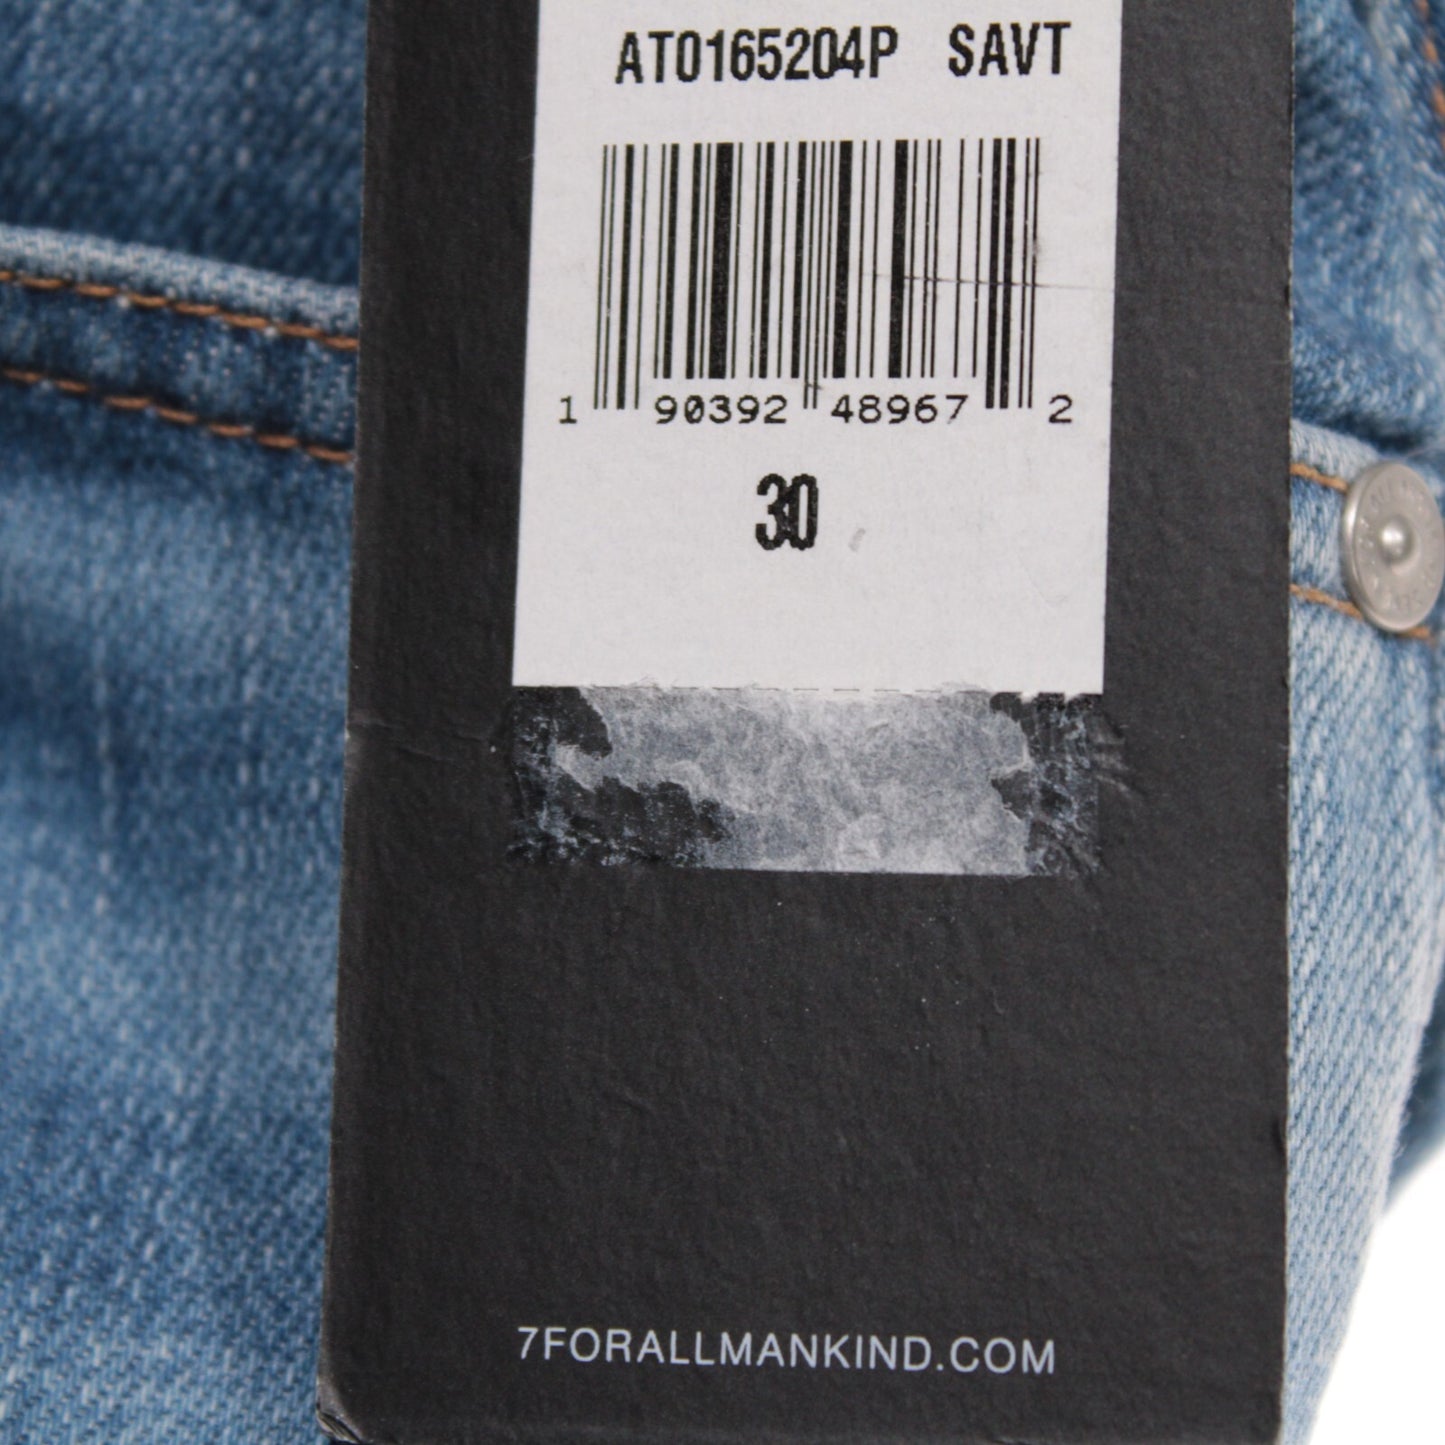 AT0165204P SAVT
1 90392 48967 2
30
7FORALLMANKIND.COM